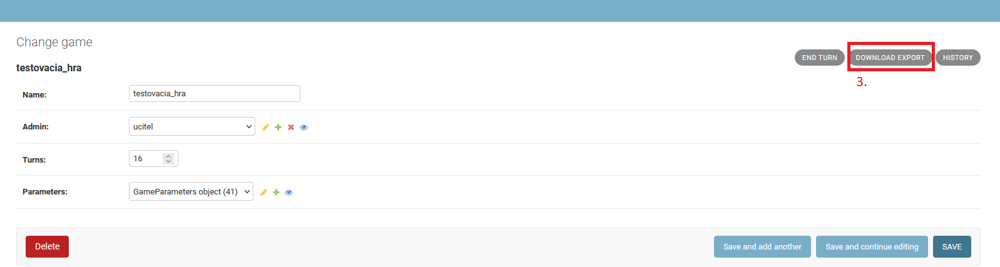 Change game
END TURN DOWNLOAD EXPORT HISTORY
testovacia_hra
3.
Name: testovacia_hra
Admin: ucitel
Turns: 16
Parameters: GameParameters object (41)
Delete Save and add another Save and continue editing SAVE